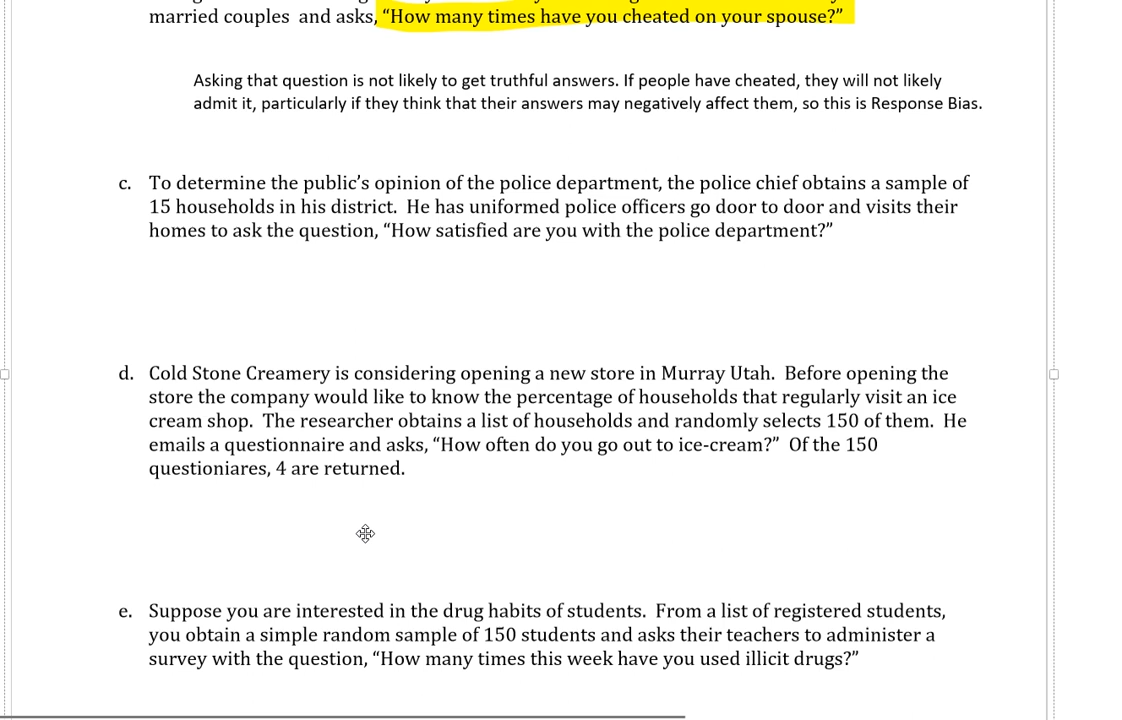 married couples  and asks, “How many times have you cheated on your spouse?”
Asking that question is not likely to get truthful answers. If people have cheated, they will not likely
admit it, particularly if they think that their answers may negatively affect them, so this is Response Bias.
c. To determine the public’s opinion of the police department, the police chief obtains a sample of
15 households in his district.  He has uniformed police officers go door to door and visits their
homes to ask the question, “How satisfied are you with the police department?”
d. Cold Stone Creamery is considering opening a new store in Murray Utah.  Before opening the
store the company would like to know the percentage of households that regularly visit an ice
cream shop.  The researcher obtains a list of households and randomly selects 150 of them.  He
emails a questionnaire and asks, “How often do you go out to ice-cream?”  Of the 150
questioniares, 4 are returned.
e. Suppose you are interested in the drug habits of students.  From a list of registered students,
you obtain a simple random sample of 150 students and asks their teachers to administer a
survey with the question, “How many times this week have you used illicit drugs?”